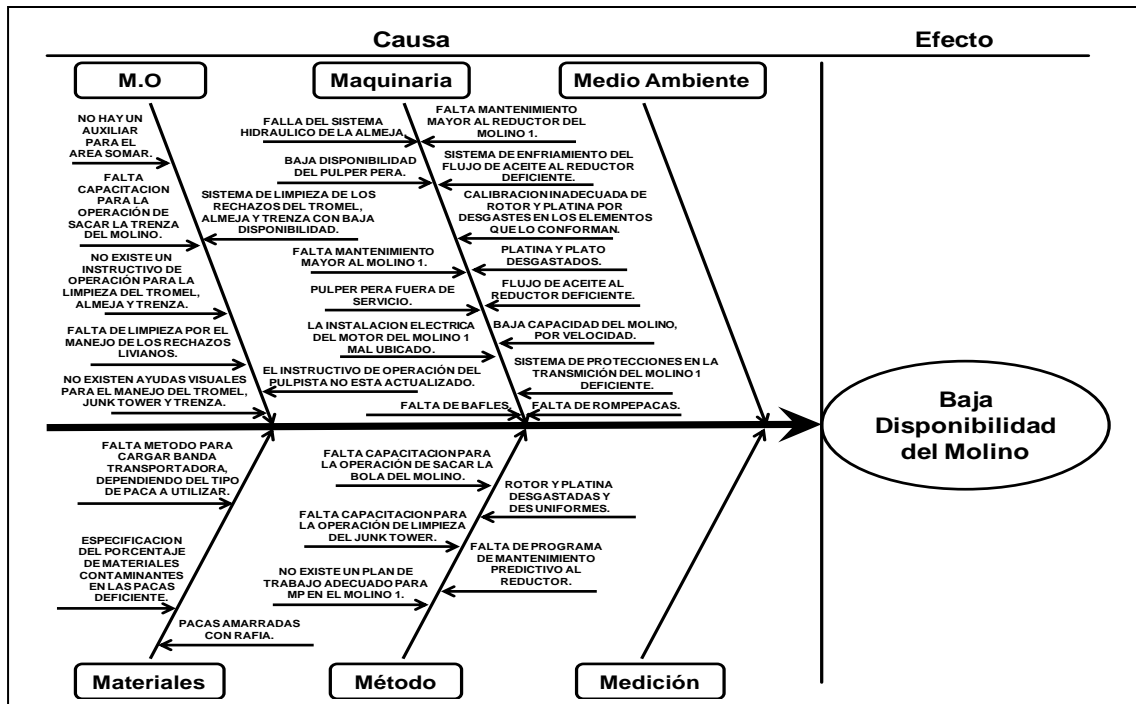 Causa
Efecto
M.O
Maquinaria
Medio Ambiente
NO HAY UN
AUXILIAR PARA
PARA EL
AREA SOMAR.
FALTA
CAPACITACION
PARA LA
OPERACIÓN DE
SACAR LA TRENZA
DEL MOLINO.
SISTEMA DE LIMPIEZA DE LOS
RECHAZOS DEL TROMEL,
ALMEJA Y TRENZA CON BAJA
DISPONIBILIDAD.
NO EXISTE UN
INSTRUCTIVO DE
OPERACIÓN PARA LA
LIMPIEZA DEL TROMEL,
ALMEJA Y TRENZA.
FALTA DE LIMPIEZA POR EL
MANEJO DE LOS RECHAZOS
LIVIANOS.
NO EXISTEN AYUDAS VISUALES
PARA EL MANEJO DEL TROMEL,
JUNK TOWER Y TRENZA.
EL INSTRUCTIVO DE OPERACIÓN DEL
PULPISTA NO ESTA ACTUALIZADO.
FALLA DEL SISTEMA
HIDRAULICO DE LA ALMEJA.
BAJA DISPONIBILIDAD
DEL PULPER PERA.
FALTA MANTENIMIENTO
MAYOR AL MOLINO 1.
PULPER PERA FUERA DE
SERVICIO.
LA INSTALACION ELECTRICA
DEL MOTOR DEL MOLINO 1
MAL UBICADO.
FALTA DE BAFLES.
FALTA MANTENIMIENTO
MAYOR AL REDUCTOR DEL
MOLINO 1.
SISTEMA DE ENFRIAMIENTO DEL
FLUJO DE ACEITE AL REDUCTOR
DEFICIENTE.
CALIBRACION INADECUADA DE
ROTOR Y PLATINA POR
DESGASTES EN LOS ELEMENTOS
QUE LO CONFORMAN.
PLATINA Y PLATO
DESGASTADOS.
FLUJO DE ACEITE AL
REDUCTOR DEFICIENTE.
BAJA CAPACIDAD DEL MOLINO,
POR VELOCIDAD.
SISTEMA DE PROTECCIONES EN LA
TRANSMICIÓN DEL MOLINO 1
DEFICIENTE.
FALTA DE ROMPEPACAS.
Baja
Disponibilidad
del Molino
FALTA METODO PARA
CARGAR BANDA
TRANSPORTADORA,
DEPENDIENDO DEL TIPO
DE PACA A UTILIZAR.
ESPECIFICACION
DEL PORCENTAJE
DE MATERIALES
CONTAMINANTES
EN LAS PACAS
DEFICIENTE.
PACAS AMARRADAS
CON RAFIA.
FALTA CAPACITACION PARA
LA OPERACIÓN DE SACAR LA
BOLA DEL MOLINO.
FALTA CAPACITACION PARA
LA OPERACIÓN DE LIMPIEZA
DEL JUNK TOWER.
NO EXISTE UN PLAN DE
TRABAJO ADECUADO PARA
MP EN EL MOLINO 1.
ROTOR Y PLATINA
DESGASTADAS Y
DES UNIFORMES.
FALTA DE PROGRAMA
DE MANTENIMIENTO
PREDICTIVO AL
REDUCTOR.
Materiales
Método
Medición